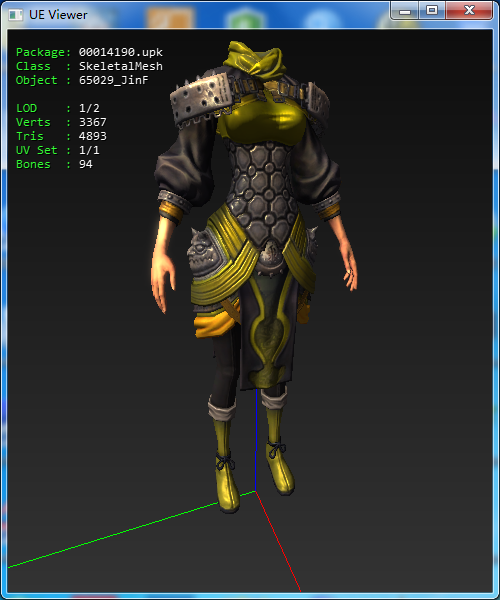 UE Viewer
Package: 00014190.upk
Class : SkeletalMesh
Object : 65029_JinF
LOD : 1/2
Verts : 3367
Tris : 4893
UV Set : 1/1
Bones : 94